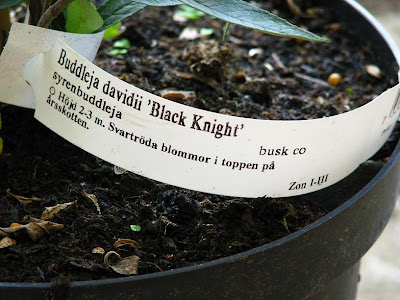 Buddleja davidii 'Black Knight'
syrenbuddleja
busk co
O Höjd 2-3 m. Svartröda blommor i toppen på
årsskotten.
Zon I-III